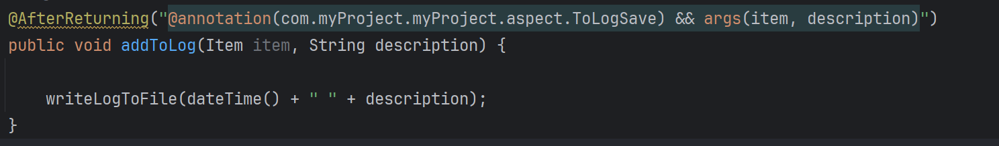 @AfterReturning("@annotation(com.myProject.myProject.aspect.ToLogSave) && args(item, description)")
public void addToLog(Item item, String description) {
writeLogToFile(dateTime() + " " + description);
}